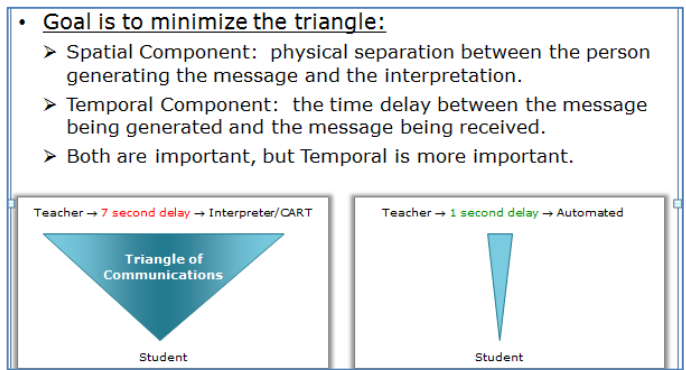 • Goal is to minimize the triangle:
➢ Spatial Component: physical separation between the person
generating the message and the interpretation.
➢ Temporal Component: the time delay between the message
being generated and the message being received.
➢ Both are important, but Temporal is more important.
Teacher → 7 second delay → Interpreter/CART
Triangle of
Communications
Student
Teacher → 1 second delay → Automated
Student